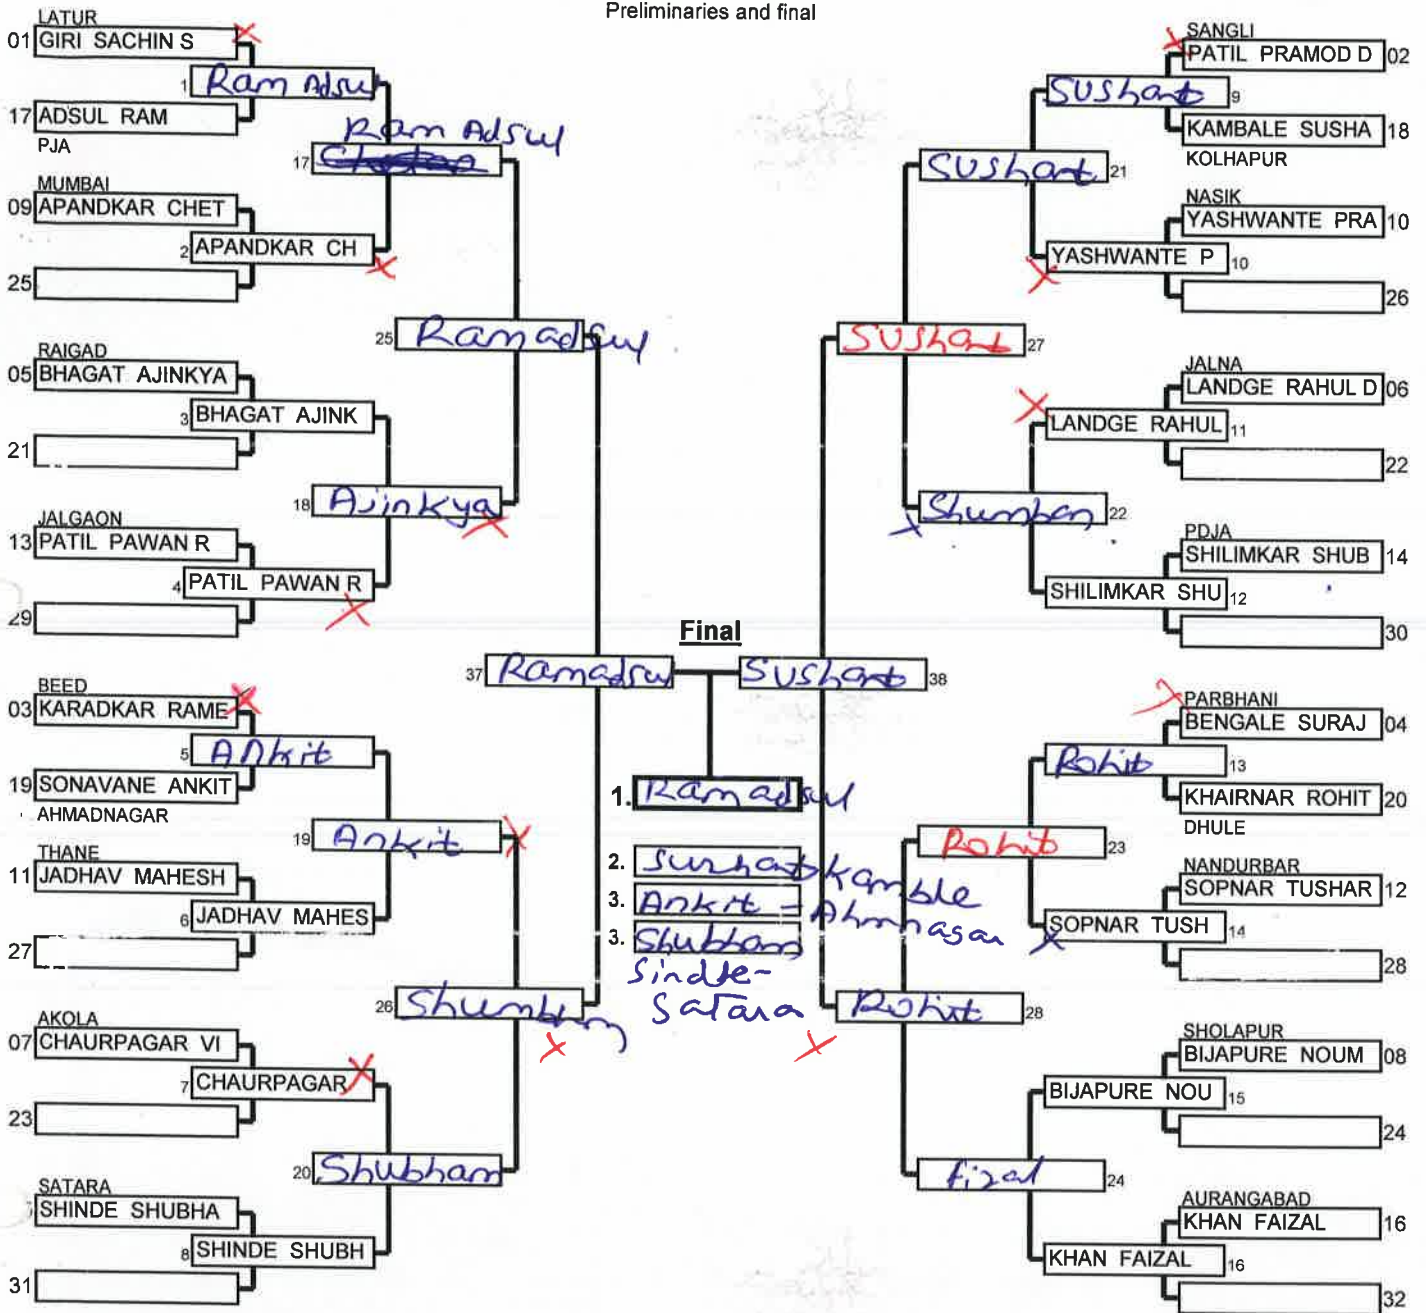 Preliminaries and final
LATUR
01 GIRI SACHIN S
1 Ram Adsul
17 ADSUL RAM
PJA
Ram Adsul
17
MUMBAI
09 APANDKAR CHET
2 APANDKAR CH
25
25 Ramadsul
RAIGAD
05 BHAGAT AJINKYA
3 BHAGAT AJINK
21
18 Ajinkya
JALGAON
13 PATIL PAWAN R
4 PATIL PAWAN R
29
37 Ramadsul
BEED
03 KARADKAR RAME
5 Ankit
19 SONAVANE ANKIT
AHMADNAGAR
19 Ankit
THANE
11 JADHAV MAHESH
6 JADHAV MAHES
27
26 Shumbham
AKOLA
07 CHAURPAGAR VI
7 CHAURPAGAR
23
20 Shubham
SATARA
SHINDE SHUBHA
8 SHINDE SHUBH
31
Final
1. Ramadsul
2. Sushant Kamble
3. Ankit - Ahmnagar
3. Shubham
Sindte-
Satara
SANGLI
PATIL PRAMOD D 02
Sushant 9
KAMBALE SUSHA 18
KOLHAPUR
Sushant 21
NASIK
YASHWANTE PRA 10
YASHWANTE P 10
26
Sushant 27
JALNA
LANDGE RAHUL D 06
LANDGE RAHUL 11
22
Shumban 22
PDJA
SHILIMKAR SHUB 14
SHILIMKAR SHU 12
30
Sushant 38
PARBHANI
BENGALE SURAJ 04
Rohit 13
KHAIRNAR ROHIT 20
DHULE
Rohit 23
NANDURBAR
SOPNAR TUSHAR 12
SOPNAR TUSH 14
28
Rohit 28
SHOLAPUR
BIJAPURE NOUM 08
BIJAPURE NOU 15
24
fizal 24
AURANGABAD
KHAN FAIZAL 16
KHAN FAIZAL 16
32